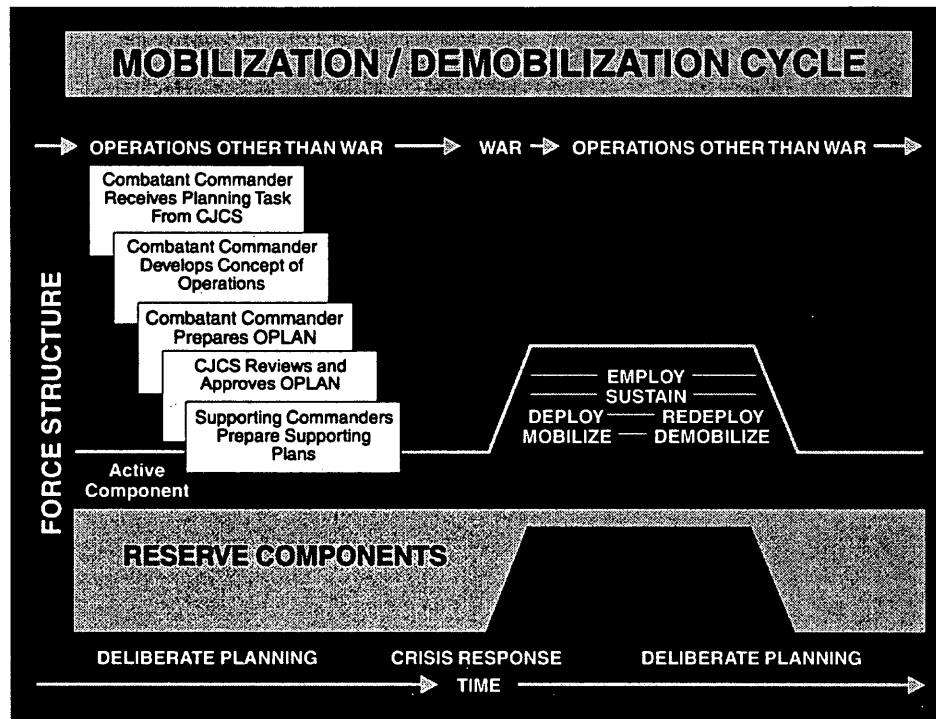 MOBILIZATION / DEMOBILIZATION CYCLE
OPERATIONS OTHER THAN WAR
WAR
OPERATIONS OTHER THAN WAR
Combatant Commander
Receives Planning Task
From CJCS
Combatant Commander
Develops Concept of
Operations
Combatant Commander
Prepares OPLAN
CJCS Reviews and
Approves OPLAN
Supporting Commanders
Prepare Supporting
Plans
FORCE STRUCTURE
EMPLOY
SUSTAIN
DEPLOY REDEPLOY
MOBILIZE DEMOBILIZE
Active
Component
RESERVE COMPONENTS
DELIBERATE PLANNING
CRISIS RESPONSE
DELIBERATE PLANNING
TIME